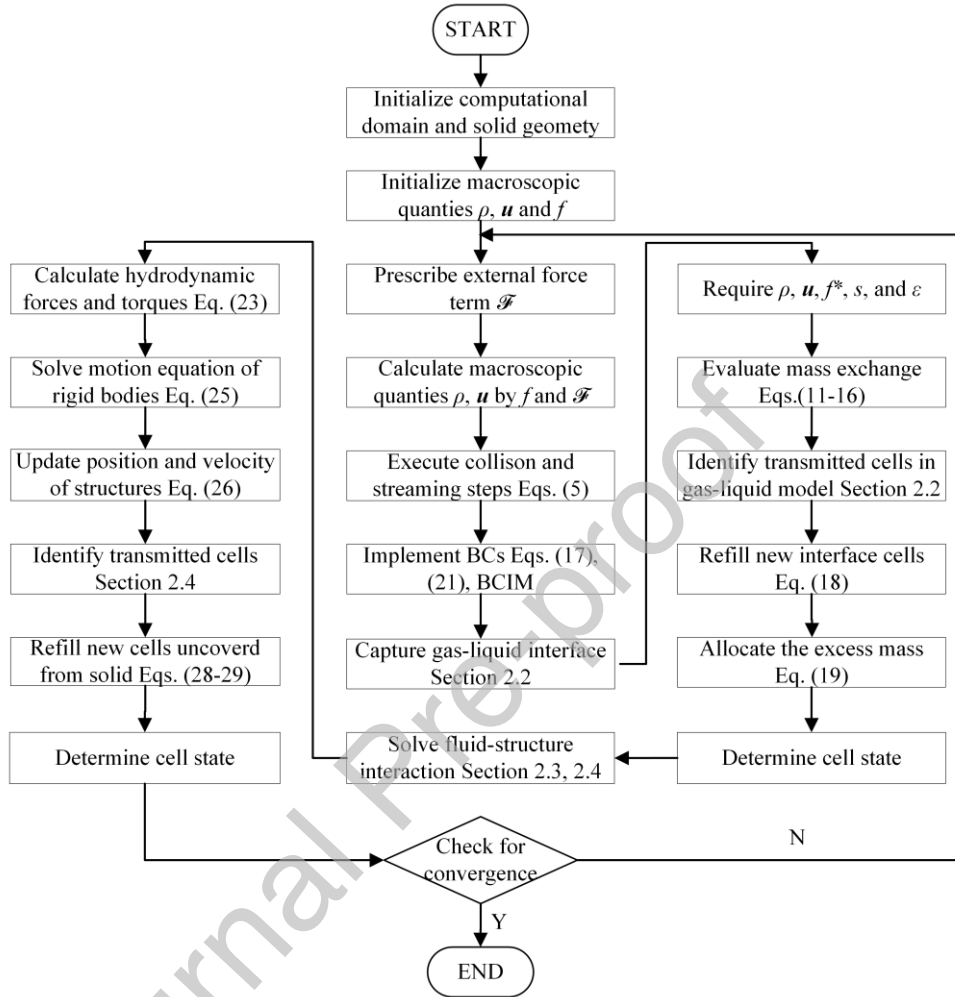 START
Initialize computational
domain and solid geomety
Initialize macroscopic
quanties ρ, u and f
Calculate hydrodynamic
forces and torques Eq. (23)
Solve motion equation of
rigid bodies Eq. (25)
Update position and velocity
of structures Eq. (26)
Identify transmitted cells
Section 2.4
Refill new cells uncoverd
from solid Eqs. (28-29)
Determine cell state
Prescribe external force
term ℱ
Calculate macroscopic
quanties ρ, u by f and ℱ
Execute collison and
streaming steps Eqs. (5)
Implement BCs Eqs. (17),
(21), BCIM
Capture gas-liquid interface
Section 2.2
Solve fluid-structure
interaction Section 2.3, 2.4
Require ρ, u, f*, s, and ε
Evaluate mass exchange
Eqs.(11-16)
Identify transmitted cells in
gas-liquid model Section 2.2
Refill new interface cells
Eq. (18)
Allocate the excess mass
Eq. (19)
Determine cell state
Check for
convergence
N
Y
END
rnal Pre-proof